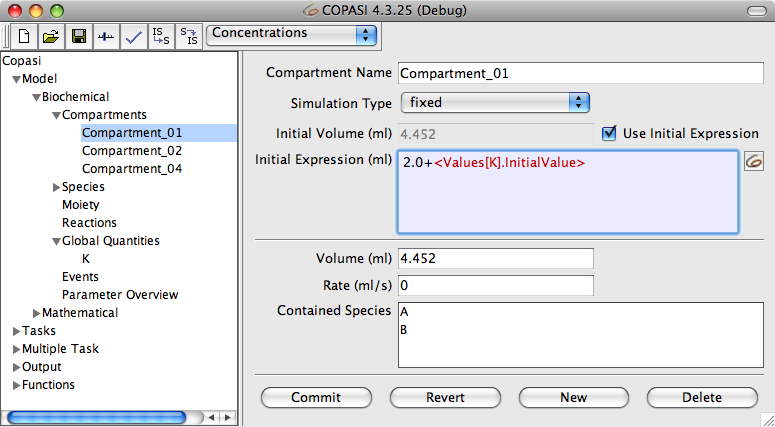 COPASI 4.3.25 (Debug)
IS S Concentrations
S IS
Copasi
Model
Biochemical
Compartments
Compartment_01
Compartment_02
Compartment_04
Species
Moiety
Reactions
Global Quantities
K
Events
Parameter Overview
Mathematical
Tasks
Multiple Task
Output
Functions
Compartment Name Compartment_01
Simulation Type fixed
Initial Volume (ml) 4.452 Use Initial Expression
Initial Expression (ml) 2.0+<Values[K].InitialValue>
Volume (ml) 4.452
Rate (ml/s) 0
Contained Species A
B
Commit Revert New Delete